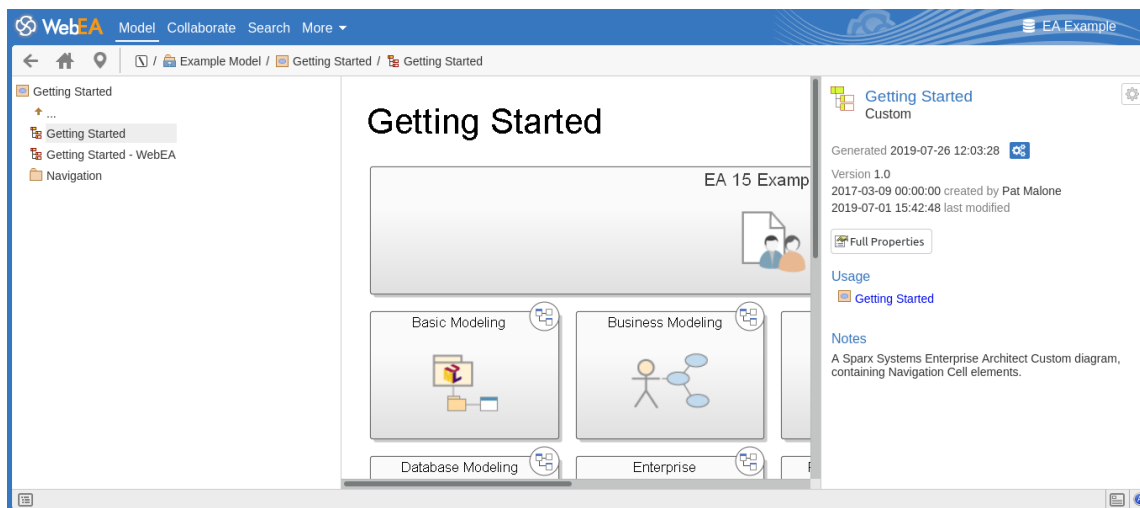 WebEA Model Collaborate Search More EA Example
/ Example Model / Getting Started / Getting Started
Getting Started
...
Getting Started
Getting Started - WebEA
Navigation
Getting Started
EA 15 Examp
Basic Modeling
Business Modeling
Database Modeling
Enterprise
Getting Started
Custom
Generated 2019-07-26 12:03:28
Version 1.0
2017-03-09 00:00:00 created by Pat Malone
2019-07-01 15:42:48 last modified
Full Properties
Usage
Getting Started
Notes
A Sparx Systems Enterprise Architect Custom diagram,
containing Navigation Cell elements.